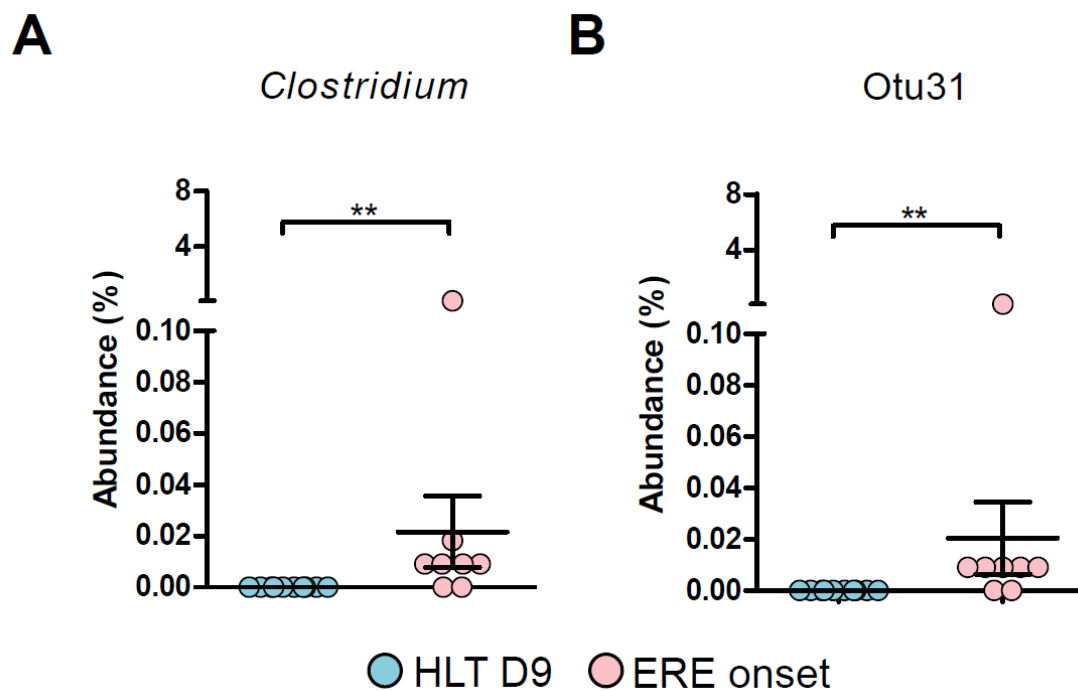 A
B
Clostridium
Otu31
Abundance (%)
8
4
0.10
0.08
0.06
0.04
0.02
0.00
**
Abundance (%)
8
4
0.10
0.08
0.06
0.04
0.02
0.00
**
HLT D9
ERE onset